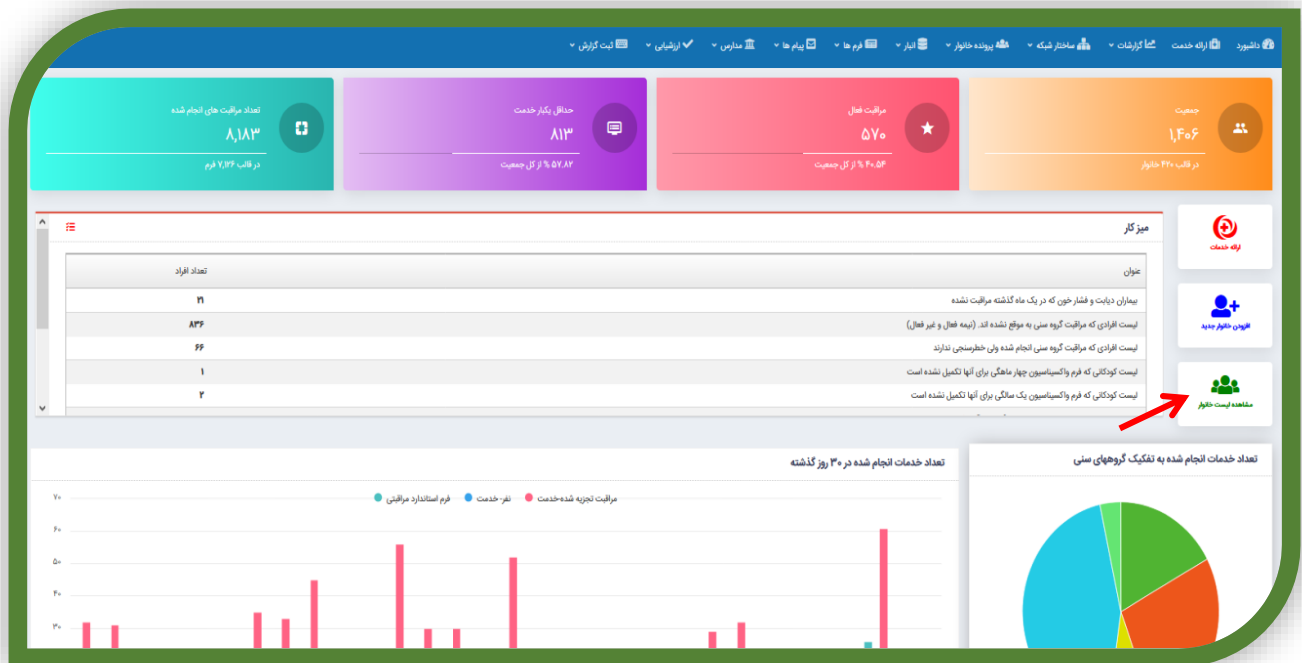 داشبورد ارائه خدمت گزارشات ساختار شبکه پرونده خانوار انبار فرم ها پیام ها مدارس ارزشیابی ثبت گزارش
جمعیت
۱,۴۰۶
در قالب ۴۲۰ خانوار
مراقبت فعال
۵۷۰
۴۰.۵۴ % از کل جمعیت
حداقل یکبار خدمت
۸۱۳
۵۷.۸۲ % از کل جمعیت
تعداد مراقبت های انجام شده
۸,۱۸۳
در قالب ۷,۱۲۶ فرم
ارائه خدمات
افزودن خانوار جدید
مشاهده لیست خانوار
میز کار
عنوان تعداد افراد
بیماران دیابت و فشار خون که در یک ماه گذشته مراقبت نشده ۲۱
لیست افرادی که مراقبت گروه سنی به موقع نشده اند. (نیمه فعال و غیر فعال) ۸۳۶
لیست افرادی که مراقبت گروه سنی انجام شده ولی خطرسنجی ندارند ۶۶
لیست کودکانی که فرم واکسیناسیون چهار ماهگی برای آنها تکمیل نشده است ۱
لیست کودکانی که فرم واکسیناسیون یک سالگی برای آنها تکمیل نشده است ۲
تعداد خدمات انجام شده به تفکیک گروههای سنی
تعداد خدمات انجام شده در ۳۰ روز گذشته
مراقبت تجزیه شده-خدمت نفر-خدمت فرم استاندارد مراقبتی
۷۰
۶۰
۵۰
۴۰
۳۰